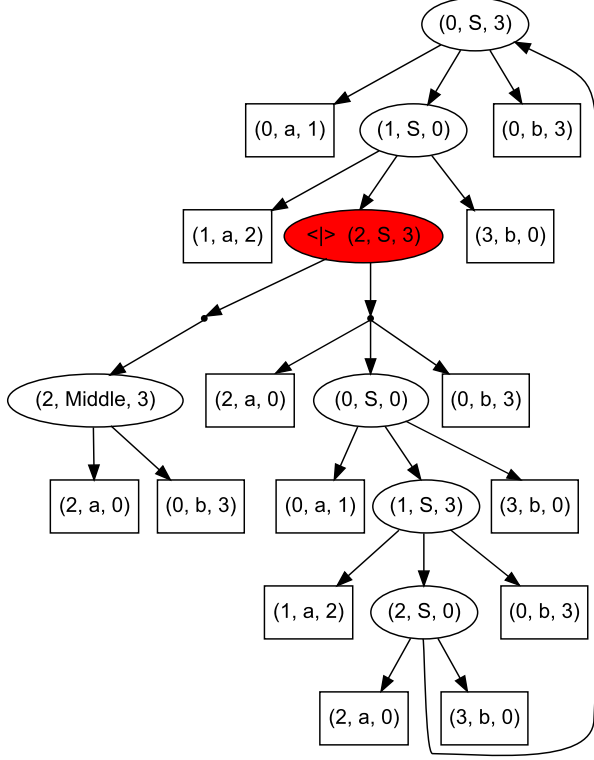 (0, S, 3)
(0, a, 1) (1, S, 0) (0, b, 3)
(1, a, 2) <|> (2, S, 3) (3, b, 0)
(2, Middle, 3) (2, a, 0) (0, S, 0) (0, b, 3)
(2, a, 0) (0, b, 3) (0, a, 1) (1, S, 3) (3, b, 0)
(1, a, 2) (2, S, 0) (0, b, 3)
(2, a, 0) (3, b, 0)